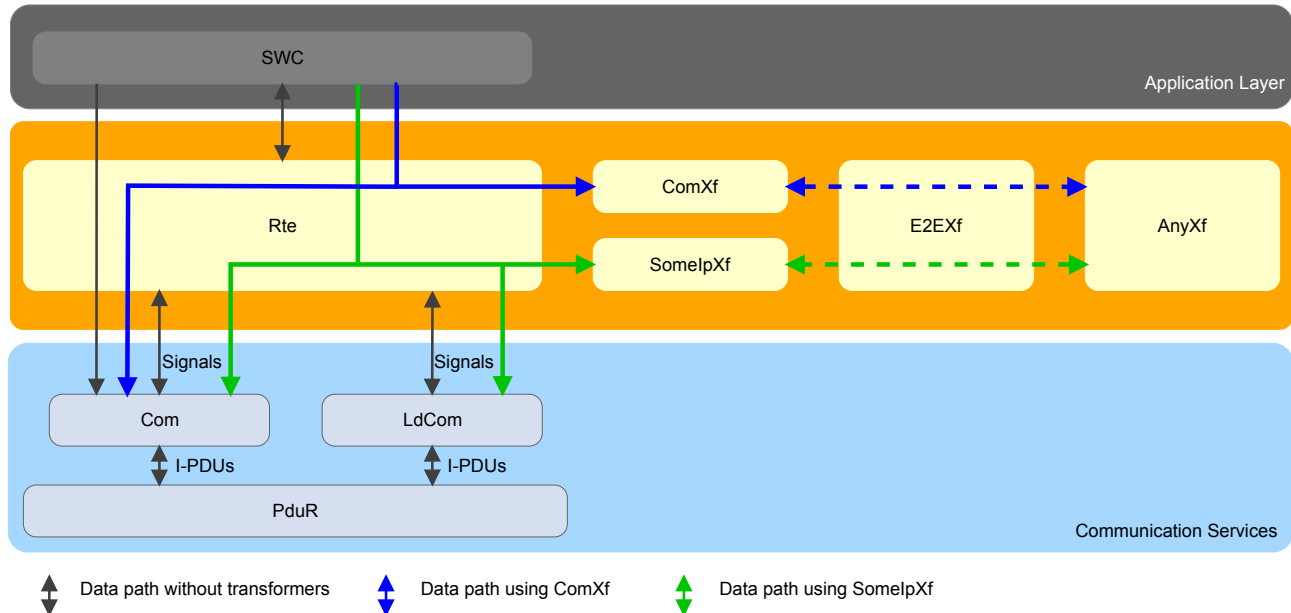 SWC
Application Layer
ComXf
Rte
E2EXf
AnyXf
SomeIpXf
Signals
Signals
Com
LdCom
I-PDUs
I-PDUs
PduR
Communication Services
Data path without transformers
Data path using ComXf
Data path using SomeIpXf